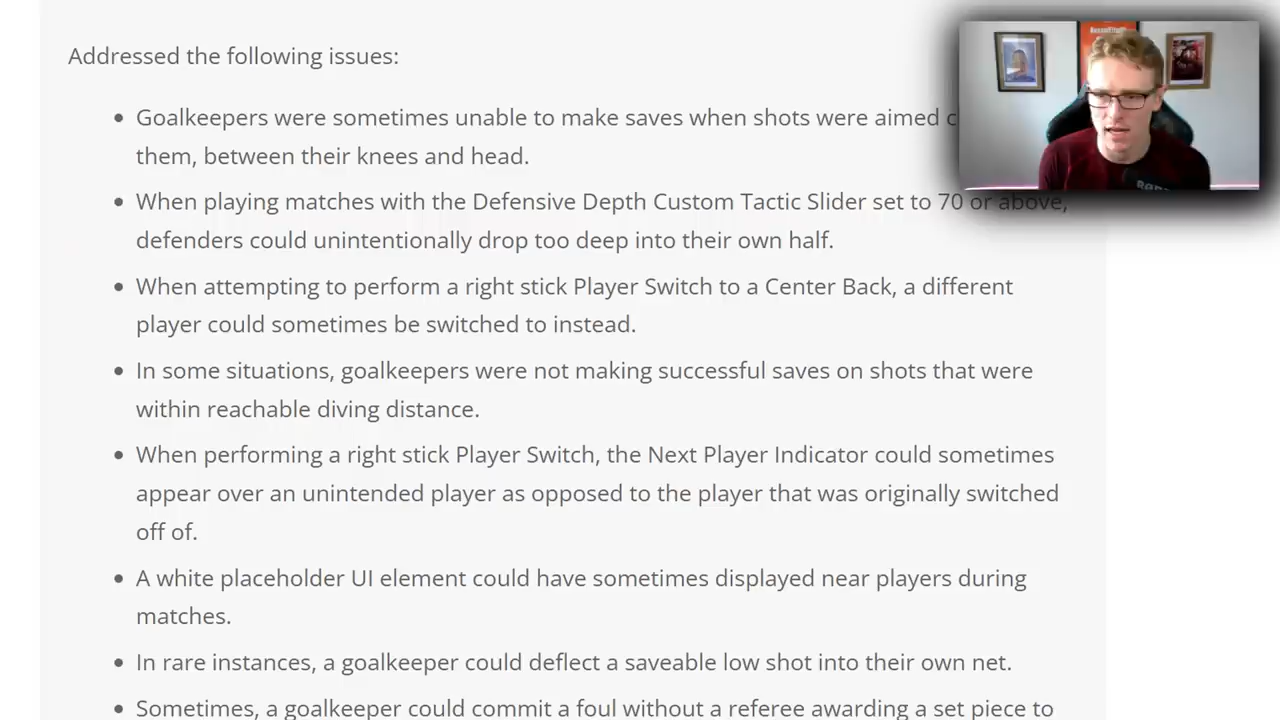 Addressed the following issues:
Goalkeepers were sometimes unable to make saves when shots were aimed
them, between their knees and head.
When playing matches with the Defensive Depth Custom Tactic Slider set to 70 or above,
defenders could unintentionally drop too deep into their own half.
When attempting to perform a right stick Player Switch to a Center Back, a different
player could sometimes be switched to instead.
In some situations, goalkeepers were not making successful saves on shots that were
within reachable diving distance.
When performing a right stick Player Switch, the Next Player Indicator could sometimes
appear over an unintended player as opposed to the player that was originally switched
off of.
A white placeholder UI element could have sometimes displayed near players during
matches.
In rare instances, a goalkeeper could deflect a saveable low shot into their own net.
Sometimes, a goalkeeper could commit a foul without a referee awarding a set piece to